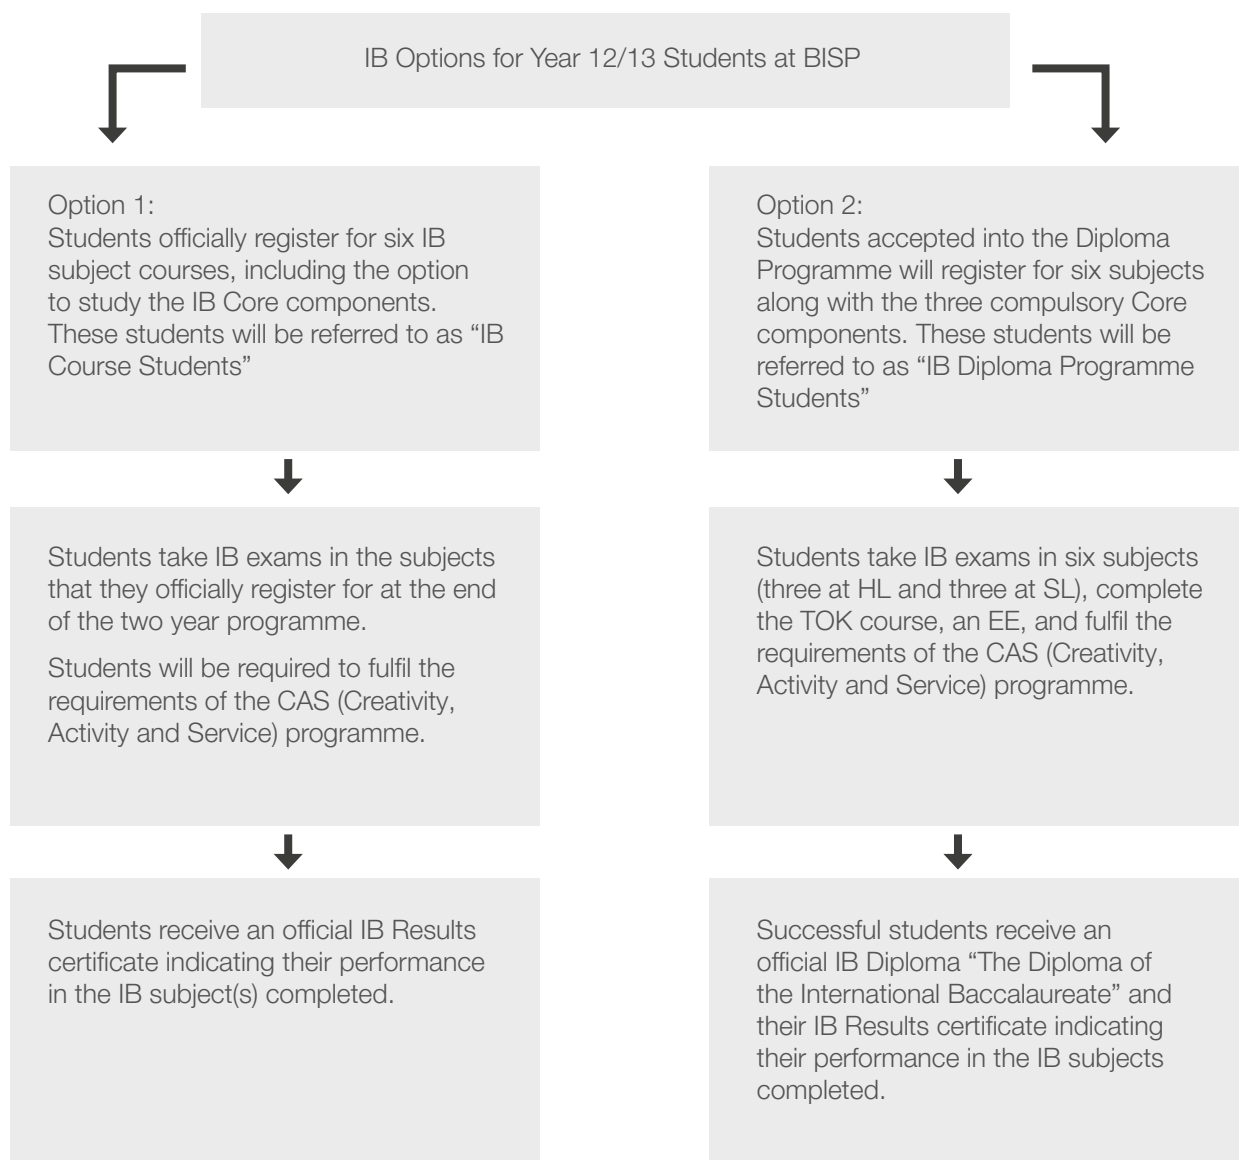 IB Options for Year 12/13 Students at BISP
Option 1:
Students officially register for six IB
subject courses, including the option
to study the IB Core components.
These students will be referred to as “IB
Course Students”
Option 2:
Students accepted into the Diploma
Programme will register for six subjects
along with the three compulsory Core
components. These students will be
referred to as “IB Diploma Programme
Students”
Students take IB exams in the subjects
that they officially register for at the end
of the two year programme.
Students will be required to fulfil the
requirements of the CAS (Creativity,
Activity and Service) programme.
Students take IB exams in six subjects
(three at HL and three at SL), complete
the TOK course, an EE, and fulfil the
requirements of the CAS (Creativity,
Activity and Service) programme.
Students receive an official IB Results
certificate indicating their performance
in the IB subject(s) completed.
Successful students receive an
official IB Diploma “The Diploma of
the International Baccalaureate” and
their IB Results certificate indicating
their performance in the IB subjects
completed.